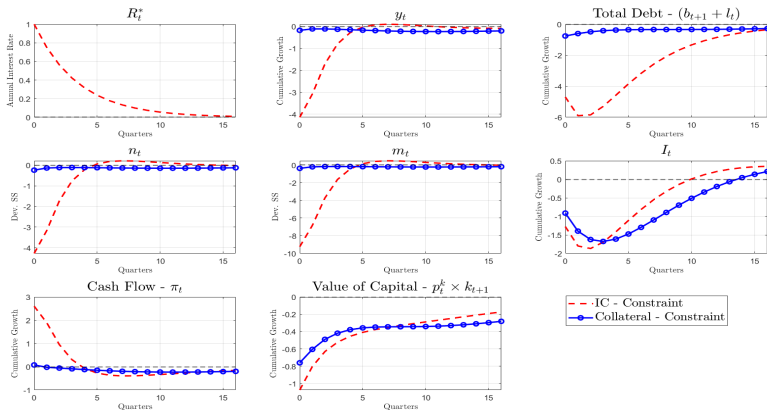 R*t
yt
Total Debt - (bt+1 + lt)
Annual Interest Rate
1
0.8
0.6
0.4
0.2
0
0 5 10 15
Quarters
Cumulative Growth
0
-1
-2
-3
-4
0 5 10 15
Quarters
Cumulative Growth
0
-2
-4
-6
0 5 10 15
Quarters
nt
mt
It
Dev. SS
0
-1
-2
-3
-4
0 5 10 15
Quarters
Dev. SS
0
-2
-4
-6
-8
-10
0 5 10 15
Quarters
Cumulative Growth
0.5
0
-0.5
-1
-1.5
-2
0 5 10 15
Quarters
Cash Flow - πt
Value of Capital - pkt × kt+1
Cumulative Growth
3
2
1
0
-1
0 5 10 15
Quarters
Cumulative Growth
0
-0.2
-0.4
-0.6
-0.8
-1
0 5 10 15
Quarters
IC - Constraint
Collateral - Constraint